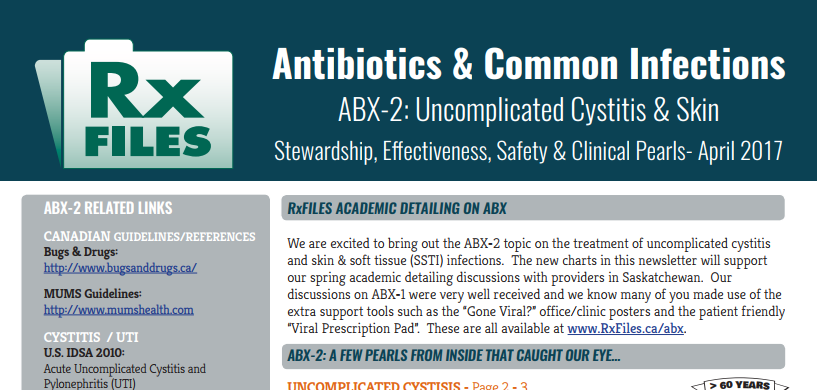 Rx
FILES
Antibiotics & Common Infections
ABX-2: Uncomplicated Cystitis & Skin
Stewardship, Effectiveness, Safety & Clinical Pearls- April 2017
ABX-2 RELATED LINKS
CANADIAN GUIDELINES/REFERENCES
Bugs & Drugs:
http://www.bugsanddrugs.ca/
MUMS Guidelines:
http://www.mumshealth.com
CYSTITIS / UTI
U.S. IDSA 2010:
Acute Uncomplicated Cystitis and
Pylonephritis (UTI)
RxFILES ACADEMIC DETAILING ON ABX
We are excited to bring out the ABX-2 topic on the treatment of uncomplicated cystitis
and skin & soft tissue (SSTI) infections. The new charts in this newsletter will support
our spring academic detailing discussions with providers in Saskatchewan. Our
discussions on ABX-1 were very well received and we know many of you made use of the
extra support tools such as the "Gone Viral?" office/clinic posters and the patient friendly
"Viral Prescription Pad". These are all available at www.RxFiles.ca/abx.
ABX-2: A FEW PEARLS FROM INSIDE THAT CAUGHT OUR EYE...
UNCOMPLICATED CYSTISIS - Page 2 - 3
> 60 YEARS